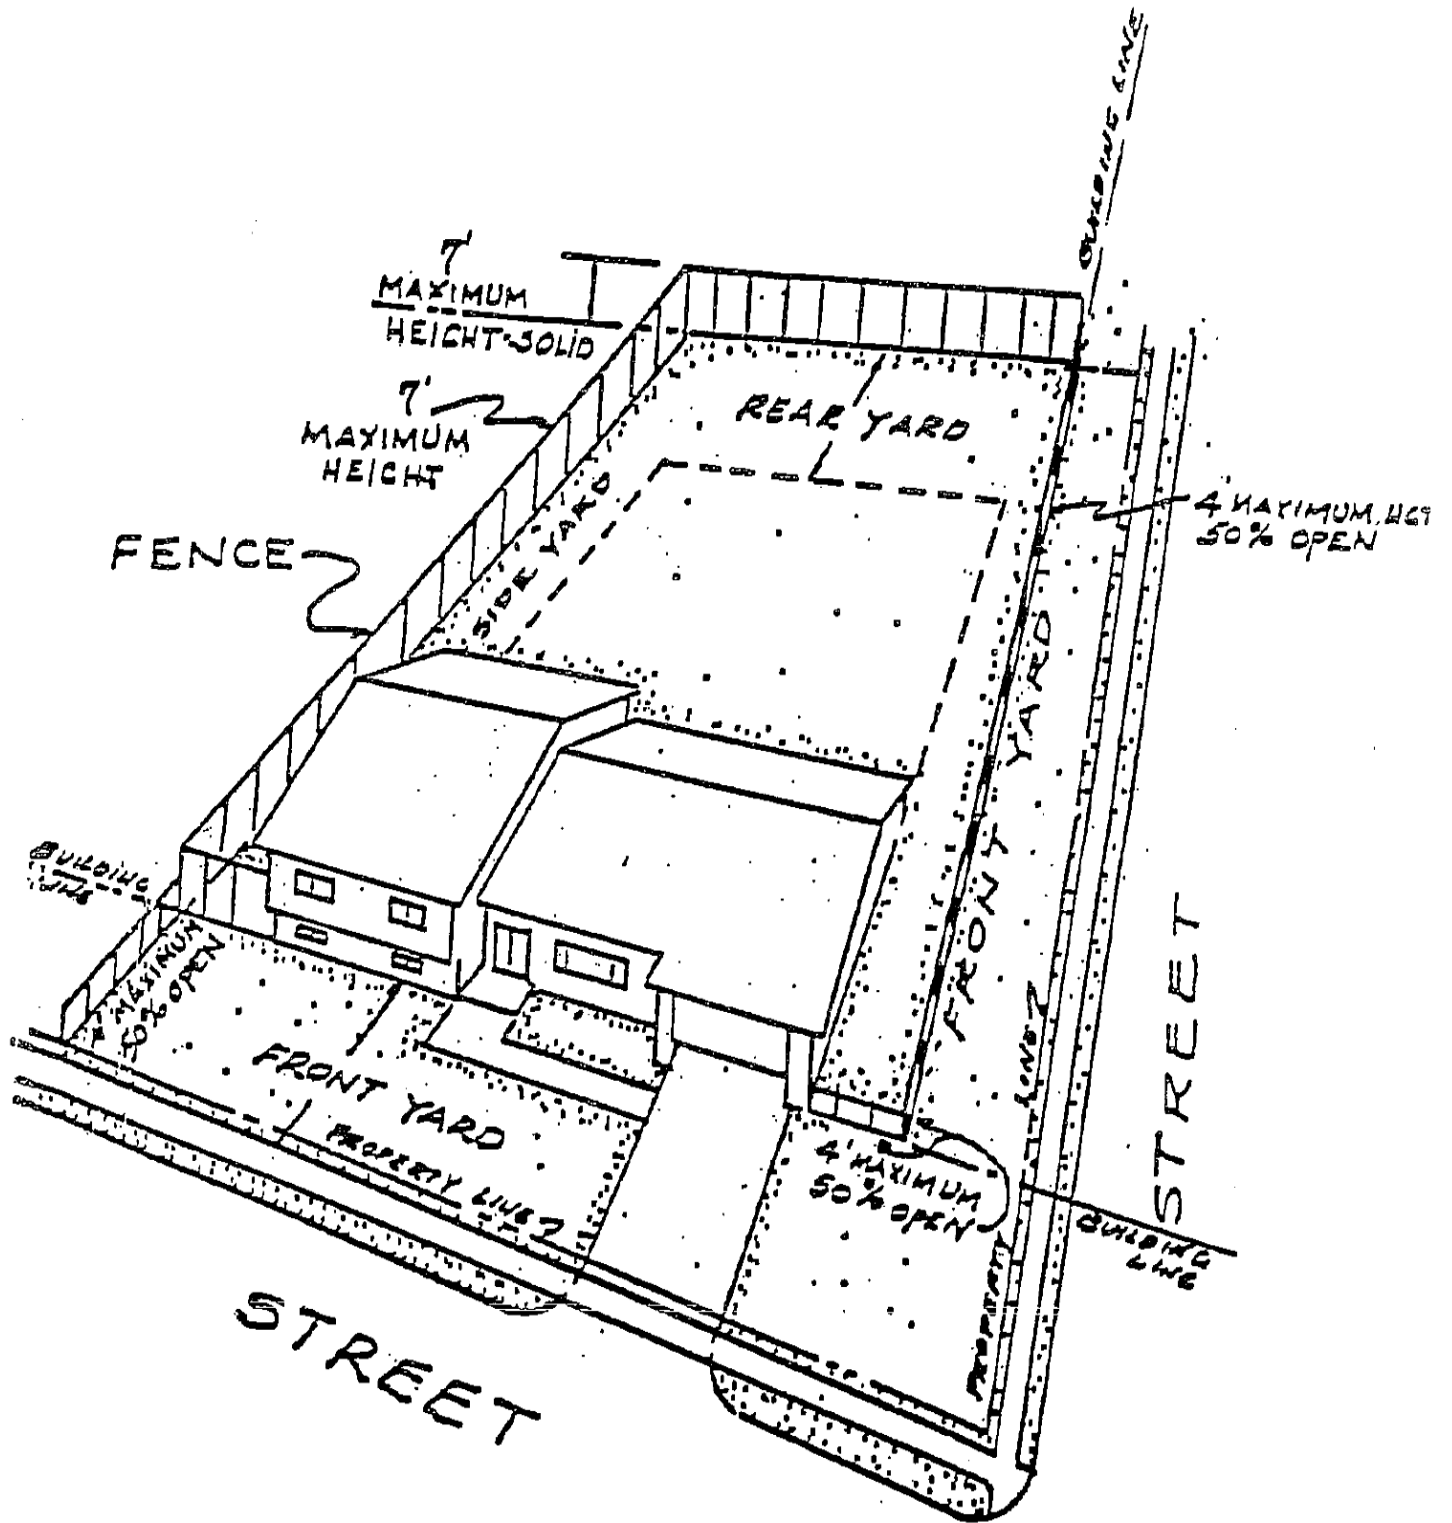 BUILDING LINE
7'
MAXIMUM
HEIGHT-SOLID
7'
MAXIMUM
HEIGHT
REAR YARD
4' MAXIMUM, HGT
50% OPEN
FENCE
SIDE YARD
FRONT YARD
BUILDING
LINE
MAXIMUM
50% OPEN
FRONT YARD
PROPERTY LINE
4' MAXIMUM
50% OPEN
PROPERTY LINE
BUILDING
LINE
STREET
STREET